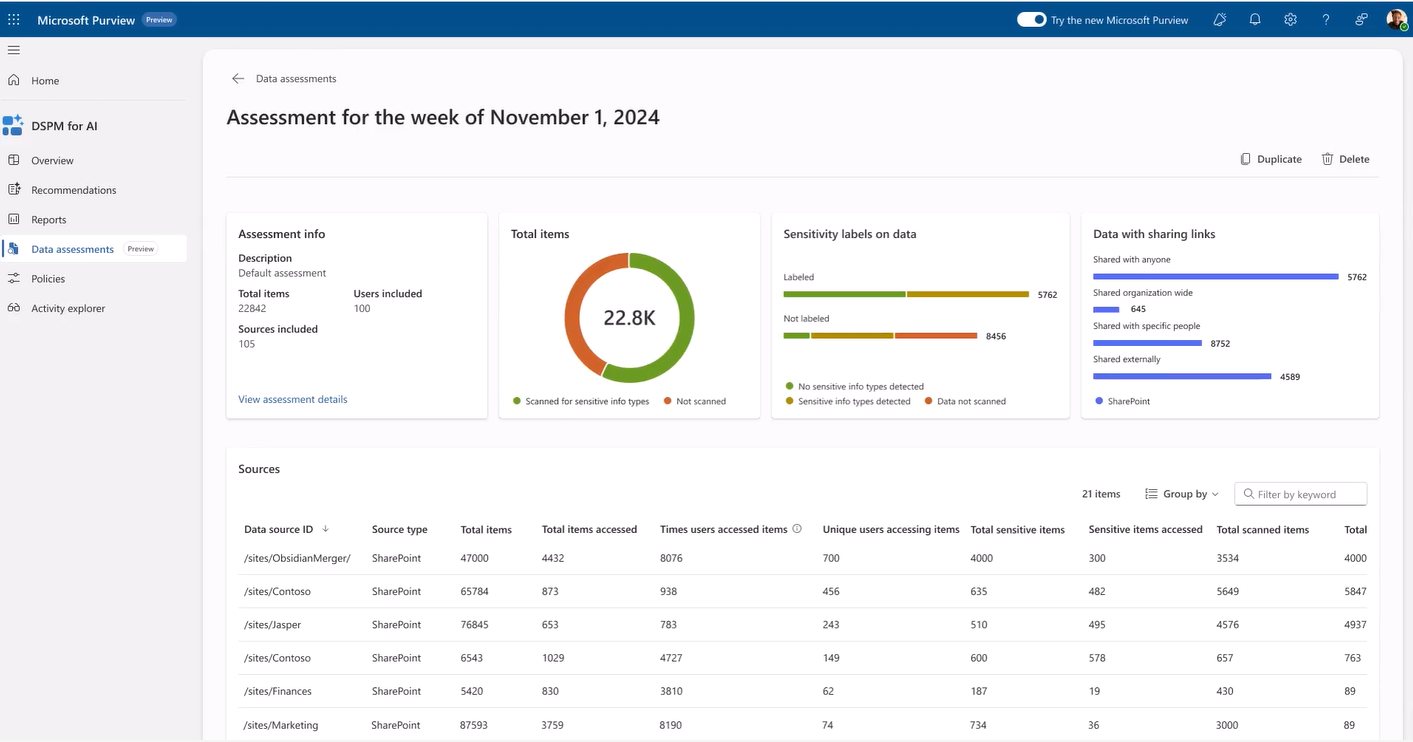 Microsoft Purview Preview
Try the new Microsoft Purview
Home
DSPM for AI
Overview
Recommendations
Reports
Data assessments Preview
Policies
Activity explorer
Data assessments
Assessment for the week of November 1, 2024
Duplicate Delete
Assessment info
Description
Default assessment
Total items Users included
22842 100
Sources included
105
View assessment details
Total items
22.8K
Scanned for sensitive info types Not scanned
Sensitivity labels on data
Labeled
5762
Not labeled
8456
No sensitive info types detected
Sensitive info types detected Data not scanned
Data with sharing links
Shared with anyone
5762
Shared organization wide
645
Shared with specific people
8752
Shared externally
4589
SharePoint
Sources
21 items Group by Filter by keyword
Data source ID Source type Total items Total items accessed Times users accessed items Unique users accessing items Total sensitive items Sensitive items accessed Total scanned items Total
/sites/ObsidianMerger/ SharePoint 47000 4432 8076 700 4000 300 3534 4000
/sites/Contoso SharePoint 65784 873 938 456 635 482 5649 5847
/sites/Jasper SharePoint 76845 653 783 243 510 495 4576 4937
/sites/Contoso SharePoint 6543 1029 4727 149 600 578 657 763
/sites/Finances SharePoint 5420 830 3810 62 187 19 430 89
/sites/Marketing SharePoint 87593 3759 8190 74 734 36 3000 89